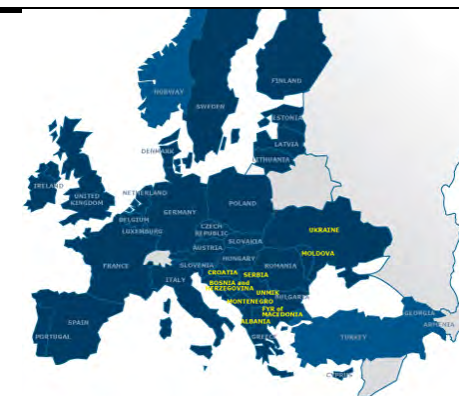 FINLAND
NORWAY
SWEDEN
ESTONIA
LATVIA
DENMARK
LITHUANIA
IRELAND
UNITED
KINGDOM
NETHERLAND
POLAND
GERMANY
BELGIUM
LUXEMBURG
CZECH
REPUBLIC
UKRAINE
SLOVAKIA
AUSTRIA
MOLDOVA
HUNGARY
FRANCE
SLOVENIA
ROMANIA
CROATIA
SERBIA
ITALY
BOSNIA and
HERZEGOVINA
UNMIK
BULGARIA
MONTENEGRO
FYR of
MACEDONIA
GEORGIA
SPAIN
ALBANIA
ARMENIA
PORTUGAL
GREECE
TURKEY
CYPRUS